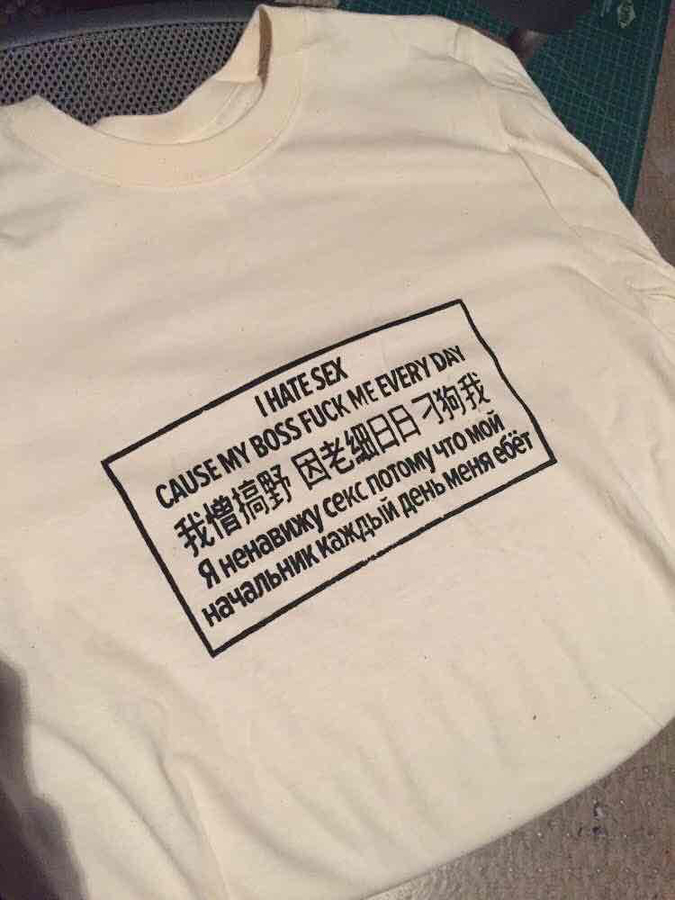 I HATE SEX
CAUSE MY BOSS FUCK ME EVERY DAY
我憎搞野 因老細日日刁狗我
Я ненавижу секс потому что мой
начальник каждый день меня ебёт